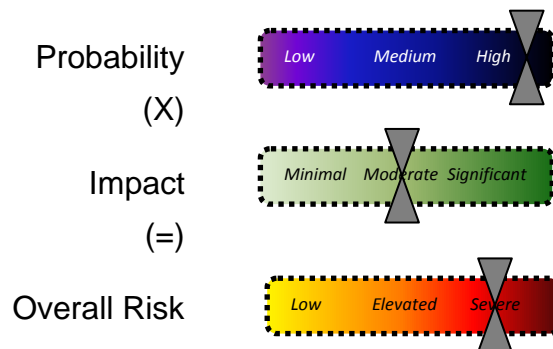 Probability
Low Medium High
(X)
Impact
Minimal Moderate Significant
(=)
Overall Risk
Low Elevated Severe